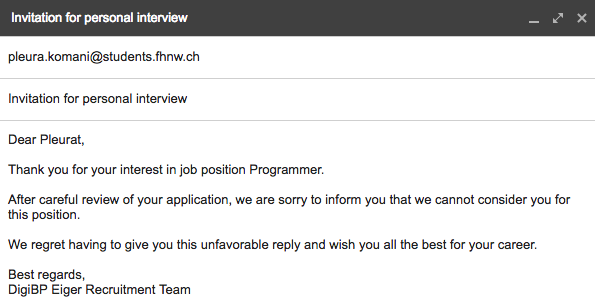 Invitation for personal interview
pleura.komani@students.fhnw.ch
Invitation for personal interview
Dear Pleurat,
Thank you for your interest in job position Programmer.
After careful review of your application, we are sorry to inform you that we cannot consider you for
this position.
We regret having to give you this unfavorable reply and wish you all the best for your career.
Best regards,
DigiBP Eiger Recruitment Team